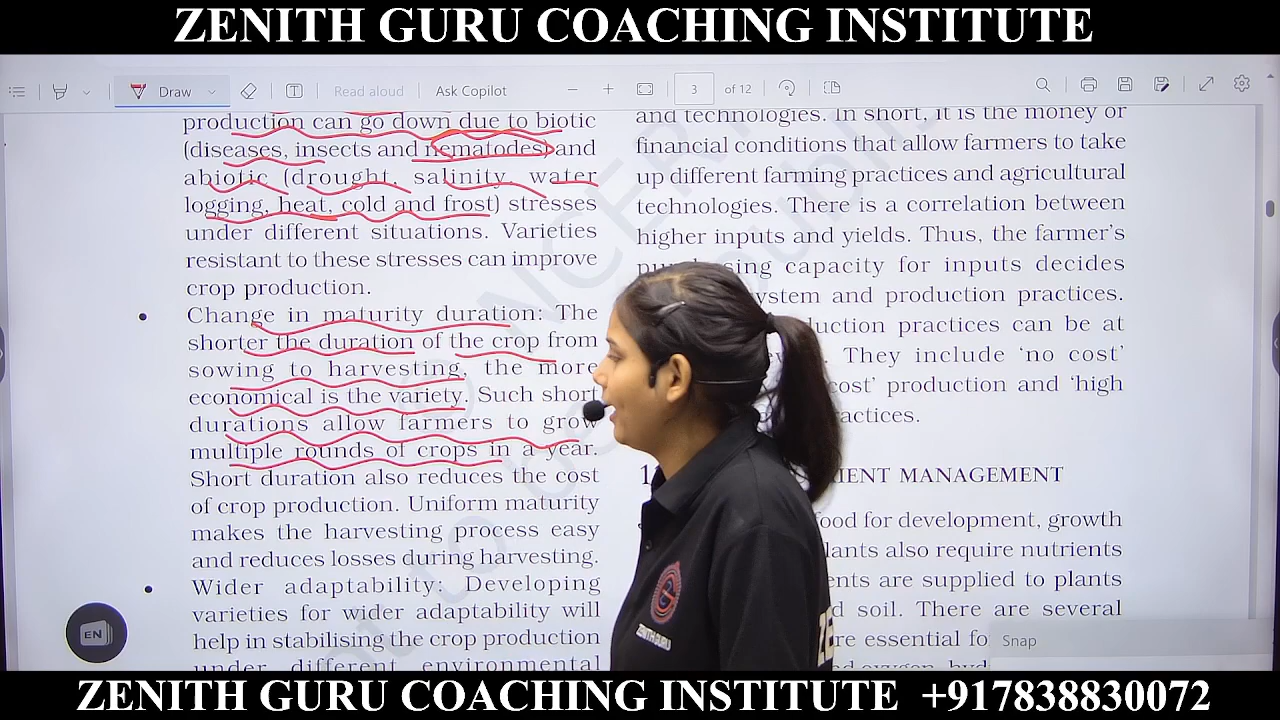 ZENITH GURU COACHING INSTITUTE
Draw
Read aloud
Ask Copilot
3
of 12
production can go down due to biotic
(diseases, insects and nematodes) and
abiotic (drought, salinity, water
logging, heat, cold and frost) stresses
under different situations. Varieties
resistant to these stresses can improve
crop production.
• Change in maturity duration: The
shorter the duration of the crop from
sowing to harvesting, the more
economical is the variety. Such short
durations allow farmers to grow
multiple rounds of crops in a year.
Short duration also reduces the cost
of crop production. Uniform maturity
makes the harvesting process easy
and reduces losses during harvesting.
• Wider adaptability: Developing
varieties for wider adaptability will
help in stabilising the crop production
under different environmental
and technologies. In short, it is the money or
financial conditions that allow farmers to take
up different farming practices and agricultural
technologies. There is a correlation between
higher inputs and yields. Thus, the farmer's
capacity for inputs decides
system and production practices.
practices can be at
They include 'no cost'
cost' production and 'high
MANAGEMENT
food for development, growth
also require nutrients
are supplied to plants
soil. There are several
essential
Snap
EN
ZENITH GURU COACHING INSTITUTE +917838830072